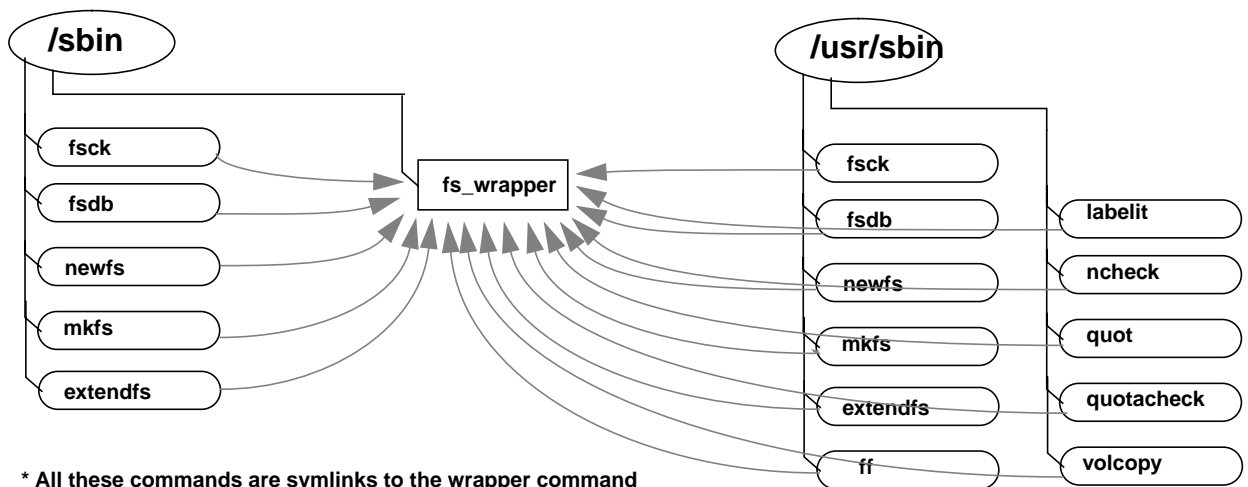 /sbin
fsck
fsdb
newfs
mkfs
extendfs
fs_wrapper
/usr/sbin
fsck
fsdb
newfs
mkfs
extendfs
ff
labelit
ncheck
quot
quotacheck
volcopy
* All these commands are symlinks to the wrapper command